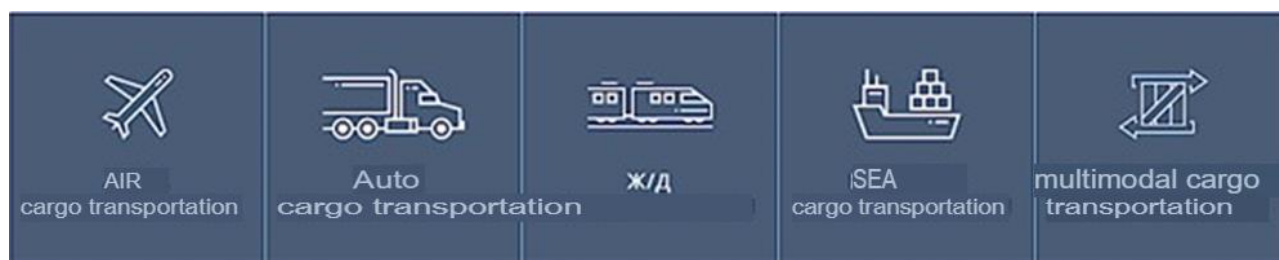 AIR
cargo transportation
Auto
cargo transportation
Ж/Д
SEA
cargo transportation
multimodal cargo
transportation